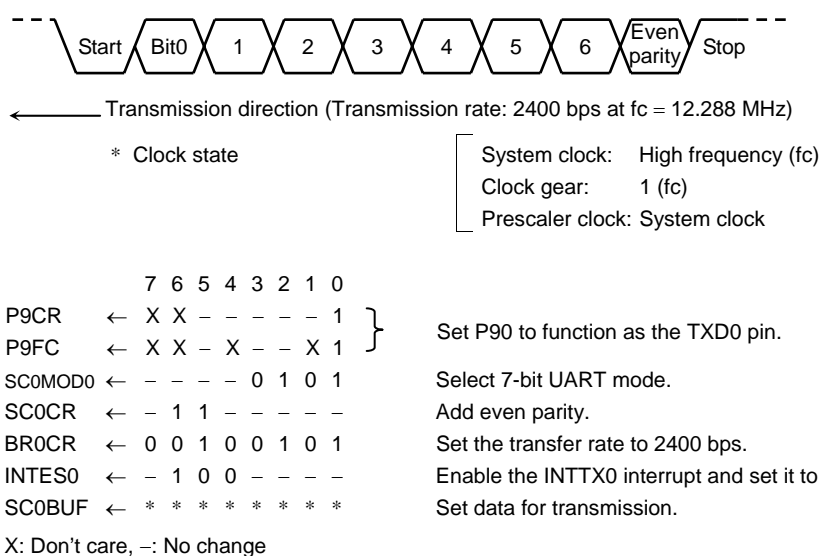 Start Bit0 1 2 3 4 5 6 Even parity Stop
Transmission direction (Transmission rate: 2400 bps at fc = 12.288 MHz)
* Clock state
System clock: High frequency (fc)
Clock gear: 1 (fc)
Prescaler clock: System clock
7 6 5 4 3 2 1 0
P9CR ← X X – – – – – 1
P9FC ← X X – X – – X 1
Set P90 to function as the TXD0 pin.
SC0MOD0 ← – – – – 0 1 0 1 Select 7-bit UART mode.
SC0CR ← – 1 1 – – – – – Add even parity.
BR0CR ← 0 0 1 0 0 1 0 1 Set the transfer rate to 2400 bps.
INTES0 ← – 1 0 0 – – – – Enable the INTTX0 interrupt and set it to
SC0BUF ← * * * * * * * * Set data for transmission.
X: Don't care, –: No change